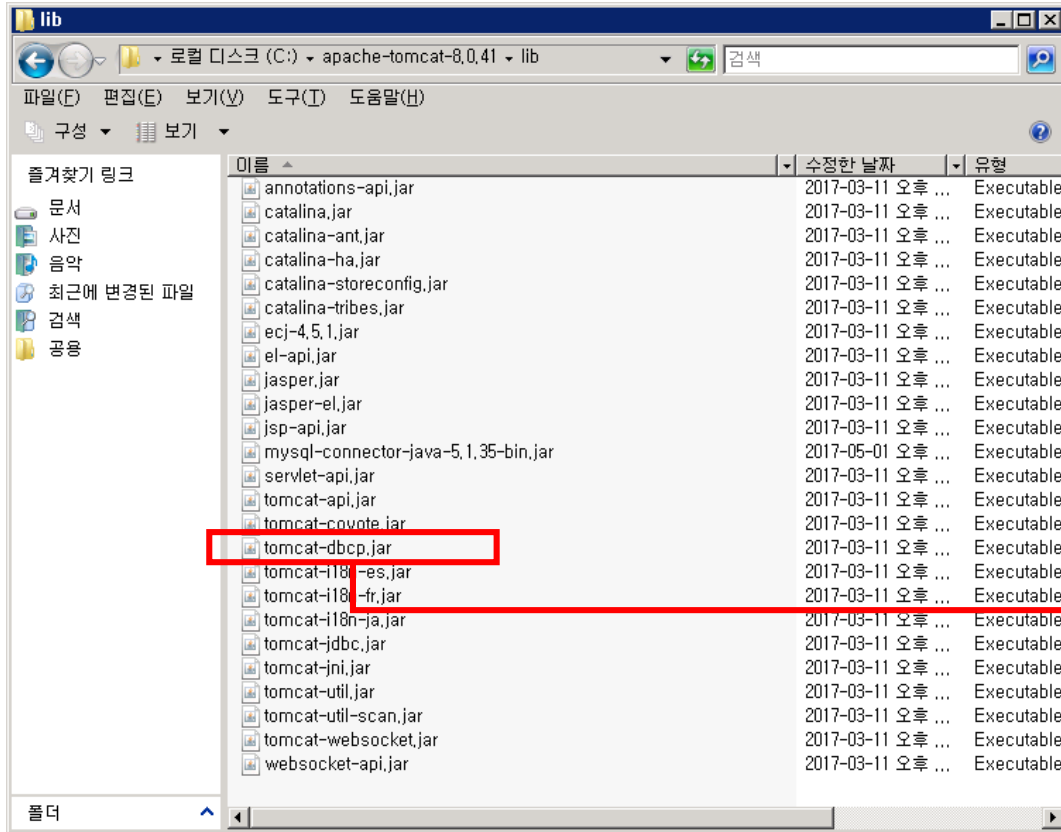 lib
로컬 디스크 (C:) apache-tomcat-8.0.41 lib 검색
파일(F) 편집(E) 보기(V) 도구(T) 도움말(H)
구성 보기
즐겨찾기 링크
문서
사진
음악
최근에 변경된 파일
검색
공용
폴더
이름 수정한 날짜 유형
annotations-api.jar 2017-03-11 오후 ... Executable
catalina.jar 2017-03-11 오후 ... Executable
catalina-ant.jar 2017-03-11 오후 ... Executable
catalina-ha.jar 2017-03-11 오후 ... Executable
catalina-storeconfig.jar 2017-03-11 오후 ... Executable
catalina-tribes.jar 2017-03-11 오후 ... Executable
ecj-4.5.1.jar 2017-03-11 오후 ... Executable
el-api.jar 2017-03-11 오후 ... Executable
jasper.jar 2017-03-11 오후 ... Executable
jasper-el.jar 2017-03-11 오후 ... Executable
jsp-api.jar 2017-03-11 오후 ... Executable
mysql-connector-java-5.1.35-bin.jar 2017-05-01 오후 ... Executable
servlet-api.jar 2017-03-11 오후 ... Executable
tomcat-api.jar 2017-03-11 오후 ... Executable
tomcat-coyote.jar 2017-03-11 오후 ... Executable
tomcat-dbcp.jar 2017-03-11 오후 ... Executable
tomcat-i18n-es.jar 2017-03-11 오후 ... Executable
tomcat-i18n-fr.jar 2017-03-11 오후 ... Executable
tomcat-i18n-ja.jar 2017-03-11 오후 ... Executable
tomcat-jdbc.jar 2017-03-11 오후 ... Executable
tomcat-jni.jar 2017-03-11 오후 ... Executable
tomcat-util.jar 2017-03-11 오후 ... Executable
tomcat-util-scan.jar 2017-03-11 오후 ... Executable
tomcat-websocket.jar 2017-03-11 오후 ... Executable
websocket-api.jar 2017-03-11 오후 ... Executable